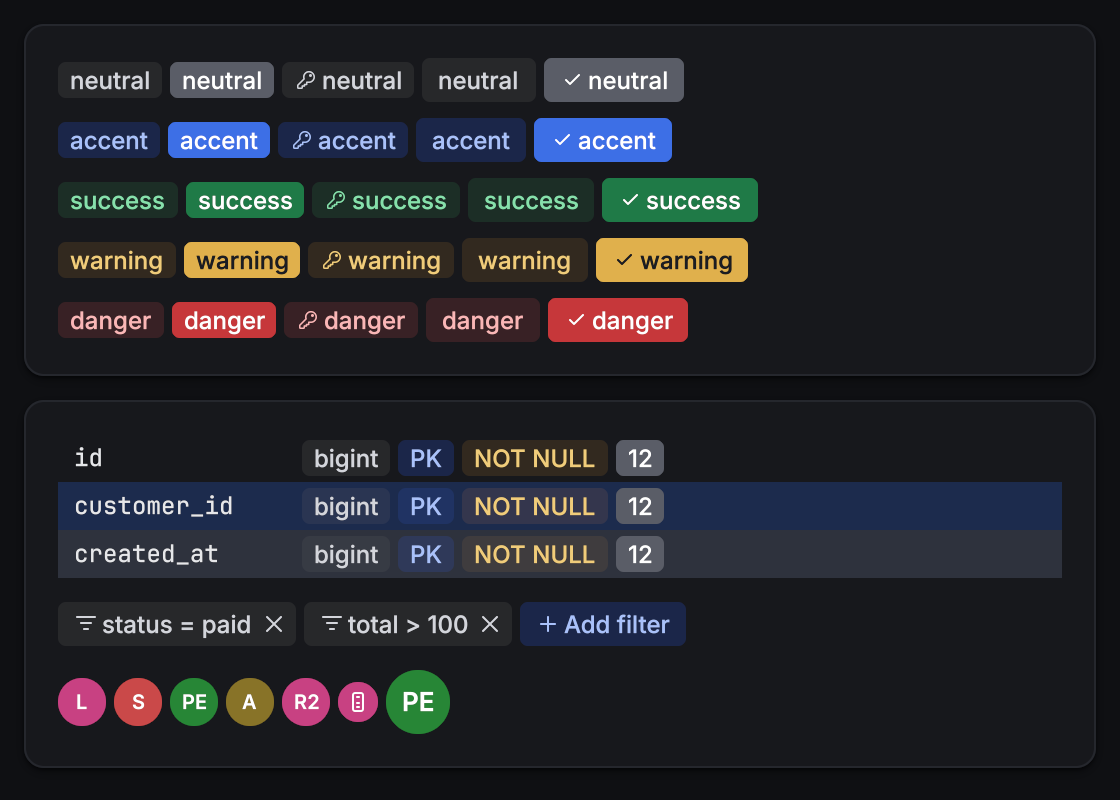 neutral neutral neutral neutral neutral
accent accent accent accent accent
success success success success success
warning warning warning warning warning
danger danger danger danger danger
id bigint PK NOT NULL 12
customer_id bigint PK NOT NULL 12
created_at bigint PK NOT NULL 12
status = paid total > 100 + Add filter
L S PE A R2 PE